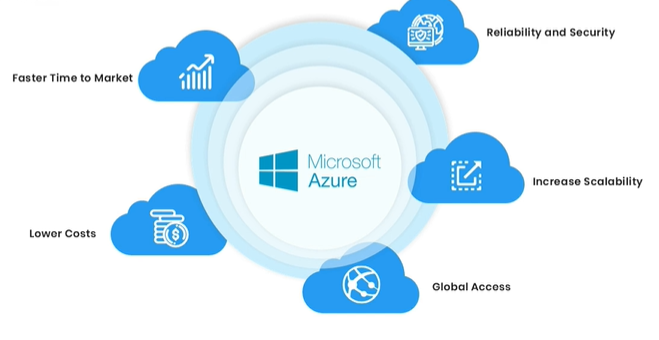 Reliability and Security
Faster Time to Market
Microsoft
Azure
Increase Scalability
Lower Costs
$
Global Access